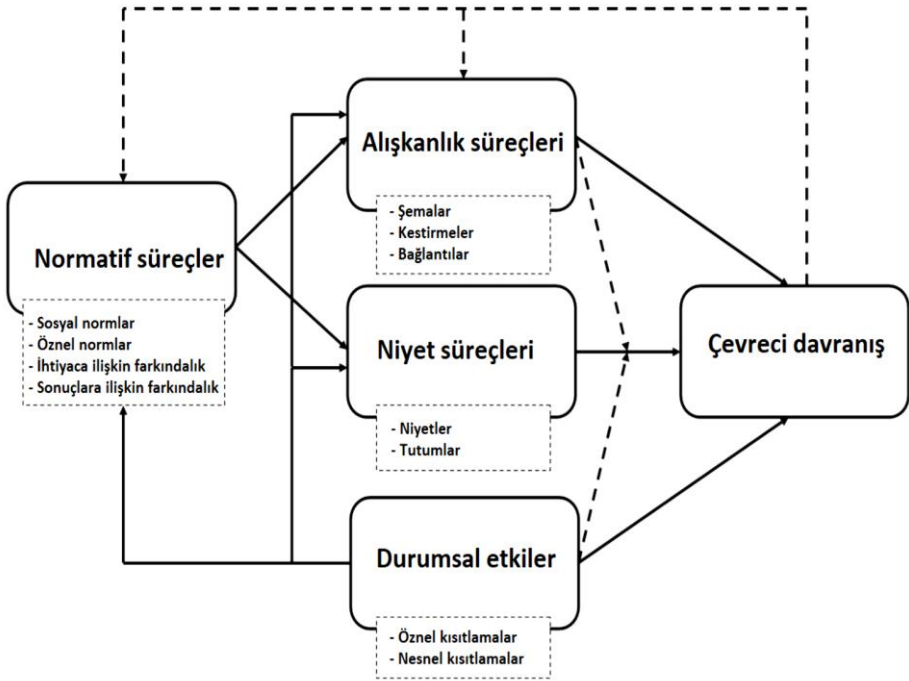 Alışkanlık süreçleri
- Şemalar
- Kestirmeler
- Bağlantılar
Normatif süreçler
- Sosyal normlar
- Öznel normlar
- İhtiyaca ilişkin farkındalık
- Sonuçlara ilişkin farkındalık
Niyet süreçleri
- Niyetler
- Tutumlar
Çevreci davranış
Durumsal etkiler
- Öznel kısıtlamalar
- Nesnel kısıtlamalar